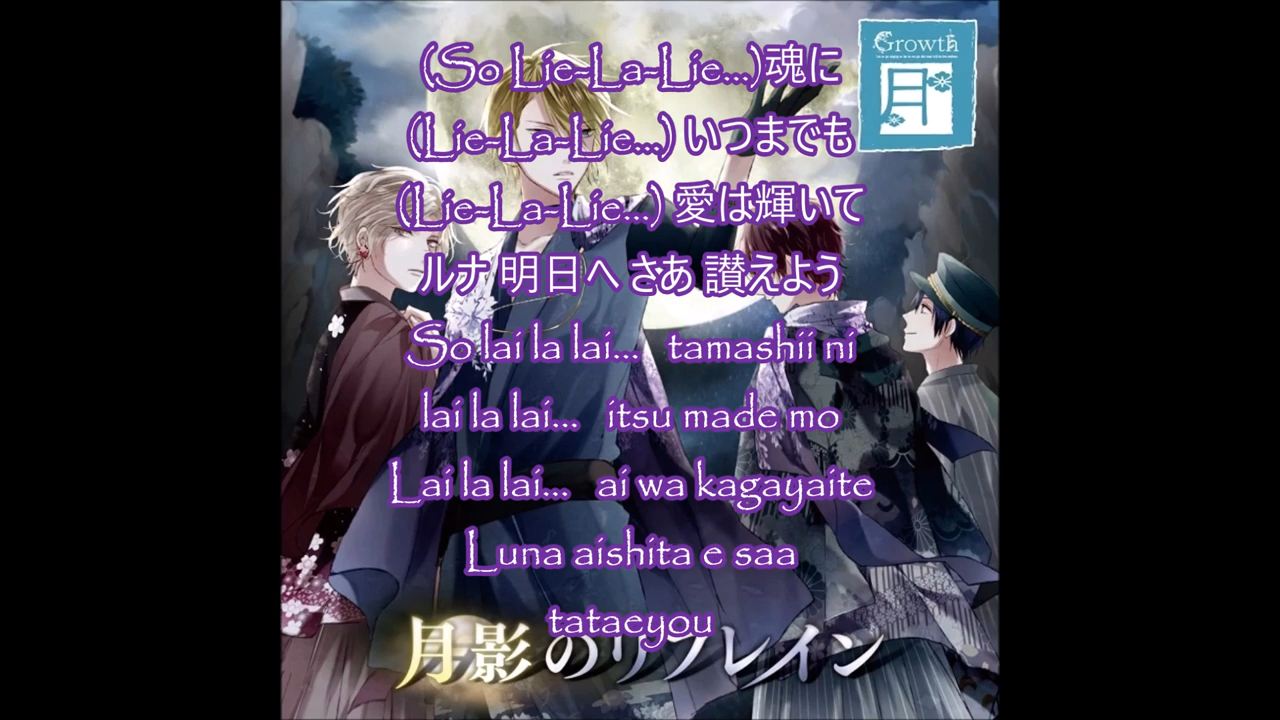 (So Lie~La~Lie...)魂に
(Lie~La~Lie...) いつまでも
(Lie~La~Lie...) 愛は輝いて
ルナ 明日へ さあ 讃えよう
So lai la lai... tamashii ni
lai la lai... itsu made mo
Lai la lai... ai wa kagayaite
Luna aishita e saa
tataeyou
月影のリフレイン
Growth
月